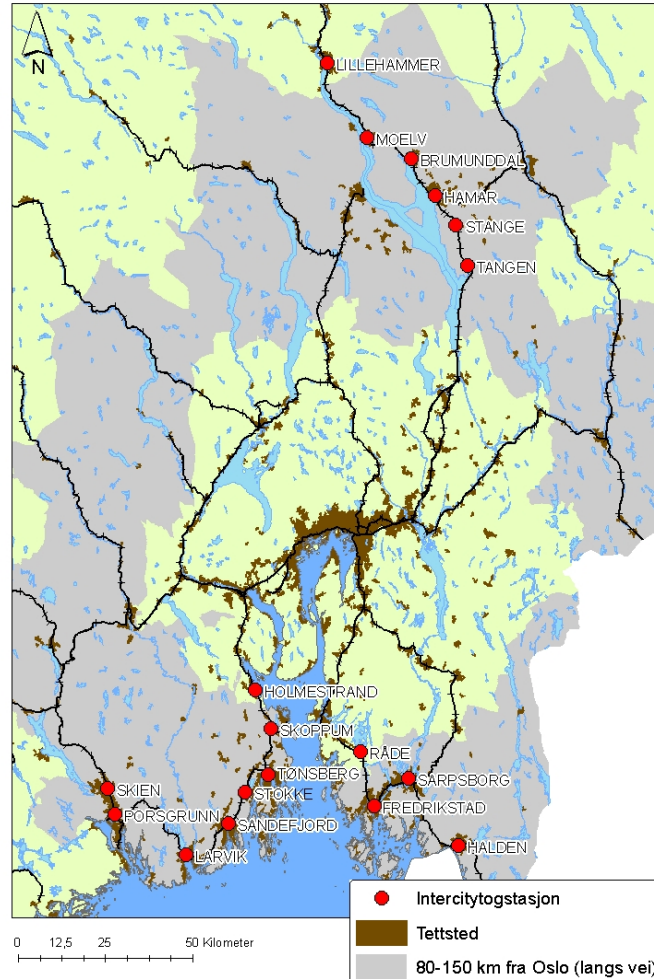 N
LILLEHAMMER
MOELV
BRUMUNDDAL
HAMAR
STANGE
TANGEN
HOLMESTRAND
SKOPPUM
RÅDE
TØNSBERG
SARPSBORG
SKIEN
STOKKE
FREDRIKSTAD
PORSGRUNN
SANDEFJORD
HALDEN
LARVIK
Intercitytogstasjon
Tettsted
80-150 km fra Oslo (langs vei)
0 12,5 25 50 Kilometer